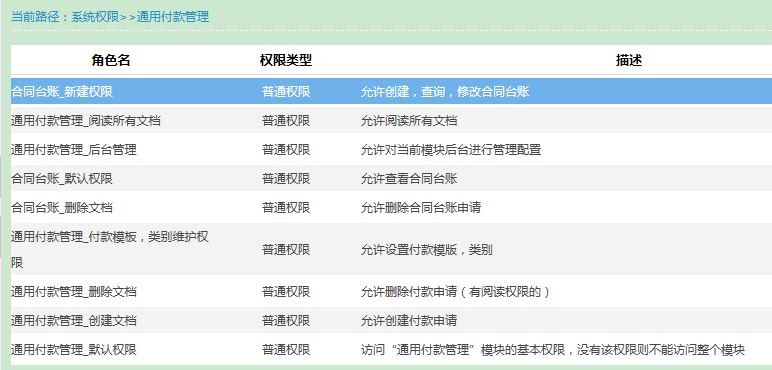 当前路径：系统权限>>通用付款管理
角色名 权限类型 描述
合同台账_新建权限 普通权限 允许创建，查询，修改合同台账
通用付款管理_阅读所有文档 普通权限 允许阅读所有文档
通用付款管理_后台管理 普通权限 允许对当前模块后台进行管理配置
合同台账_默认权限 普通权限 允许查看合同台账
合同台账_删除文档 普通权限 允许删除合同台账申请
通用付款管理_付款模板，类别维护权
限 普通权限 允许设置付款模版，类别
通用付款管理_删除文档 普通权限 允许删除付款申请（有阅读权限的）
通用付款管理_创建文档 普通权限 允许创建付款申请
通用付款管理_默认权限 普通权限 访问“通用付款管理”模块的基本权限，没有该权限则不能访问整个模块